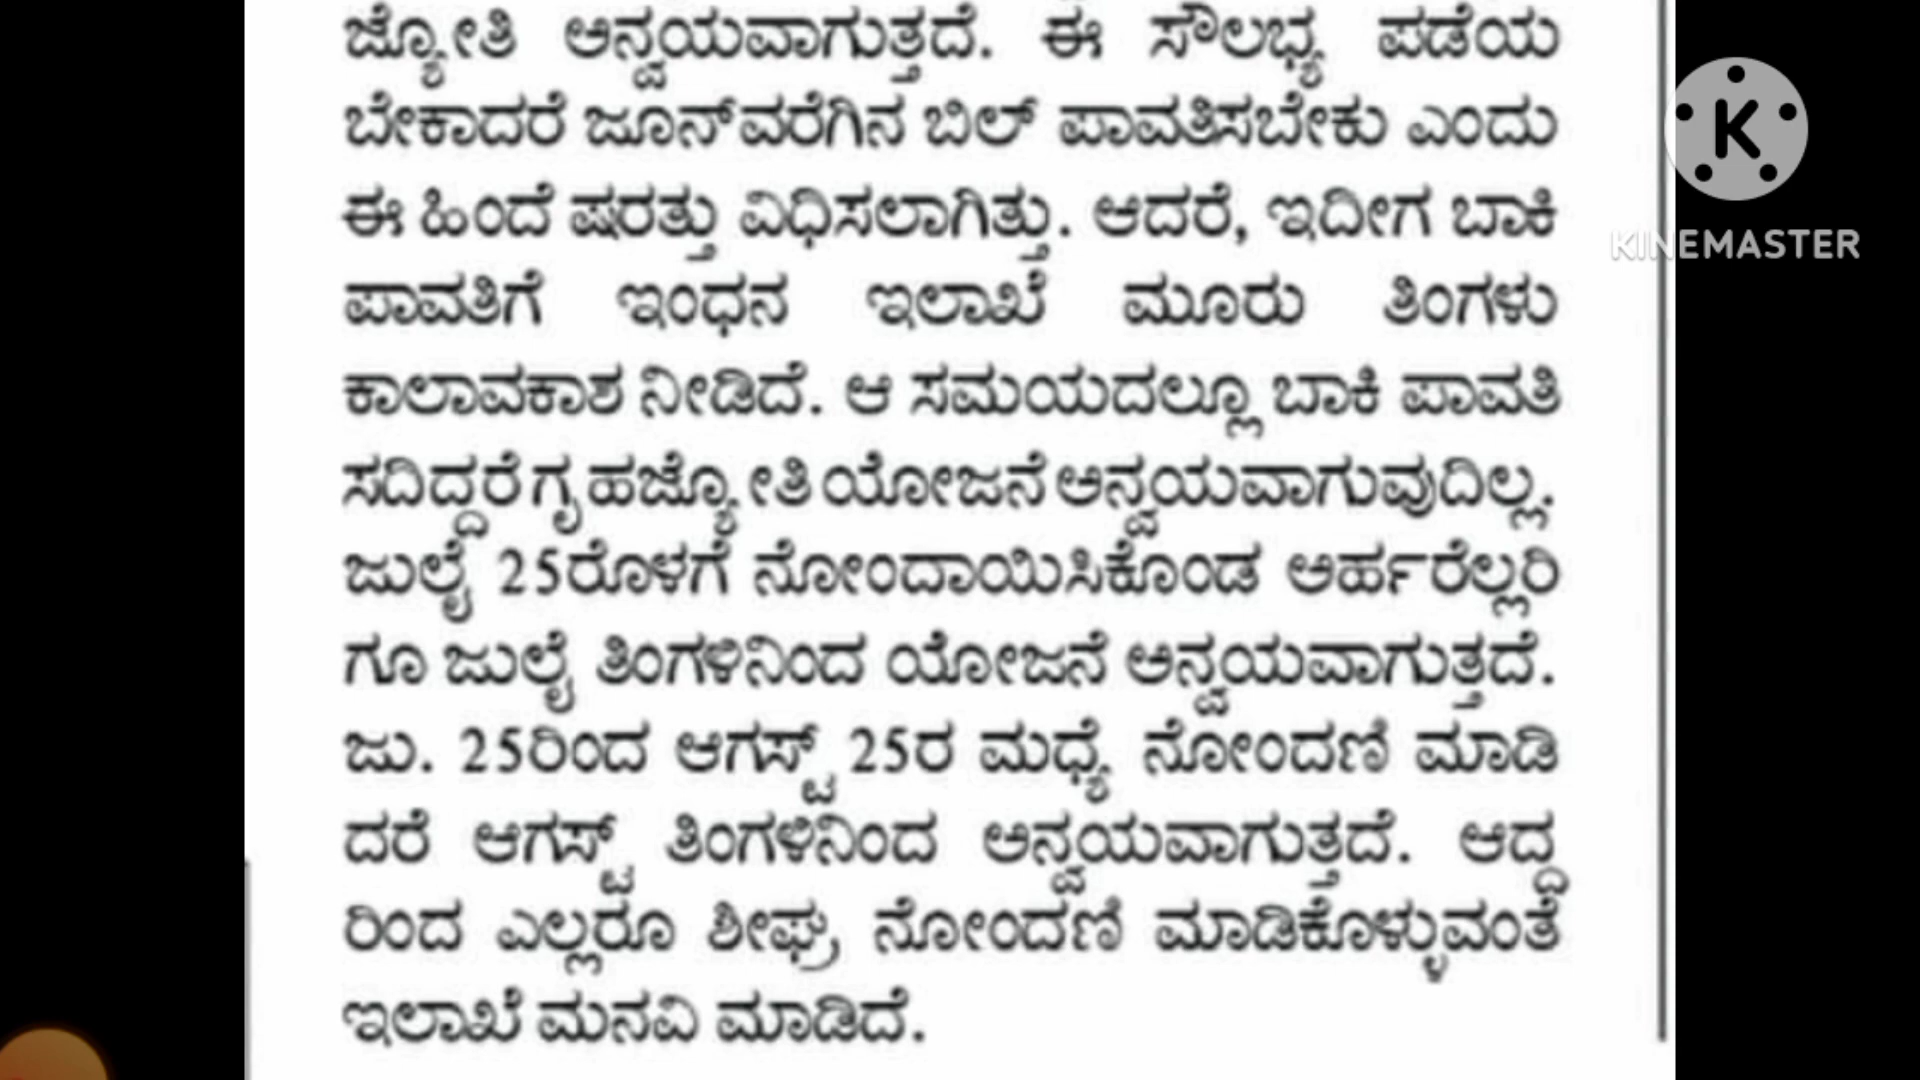 ಜ್ಯೋತಿ ಅನ್ವಯವಾಗುತ್ತದೆ. ಈ ಸೌಲಭ್ಯ ಪಡೆಯ
ಬೇಕಾದರೆ ಜೂನ್‌ವರೆಗಿನ ಬಿಲ್ ಪಾವತಿಸಬೇಕು ಎಂದು
ಈ ಹಿಂದೆ ಷರತ್ತು ವಿಧಿಸಲಾಗಿತ್ತು. ಆದರೆ, ಇದೀಗ ಬಾಕಿ
ಪಾವತಿಗೆ ಇಂಧನ ಇಲಾಖೆ ಮೂರು ತಿಂಗಳು
ಕಾಲಾವಕಾಶ ನೀಡಿದೆ. ಆ ಸಮಯದಲ್ಲೂ ಬಾಕಿ ಪಾವತಿ
ಸದಿದ್ದರೆ ಗೃಹಜ್ಯೋತಿ ಯೋಜನೆ ಅನ್ವಯವಾಗುವುದಿಲ್ಲ.
ಜುಲೈ 25ರೊಳಗೆ ನೋಂದಾಯಿಸಿಕೊಂಡ ಅರ್ಹರೆಲ್ಲರಿ
ಗೂ ಜುಲೈ ತಿಂಗಳಿನಿಂದ ಯೋಜನೆ ಅನ್ವಯವಾಗುತ್ತದೆ.
ಜು. 25ರಿಂದ ಆಗಸ್ಟ್ 25ರ ಮಧ್ಯೆ ನೋಂದಣಿ ಮಾಡಿ
ದರೆ ಆಗಸ್ಟ್ ತಿಂಗಳಿನಿಂದ ಅನ್ವಯವಾಗುತ್ತದೆ. ಆದ್ದ
ರಿಂದ ಎಲ್ಲರೂ ಶೀಘ್ರ ನೋಂದಣಿ ಮಾಡಿಕೊಳ್ಳುವಂತೆ
ಇಲಾಖೆ ಮನವಿ ಮಾಡಿದೆ.
K
KINEMASTER